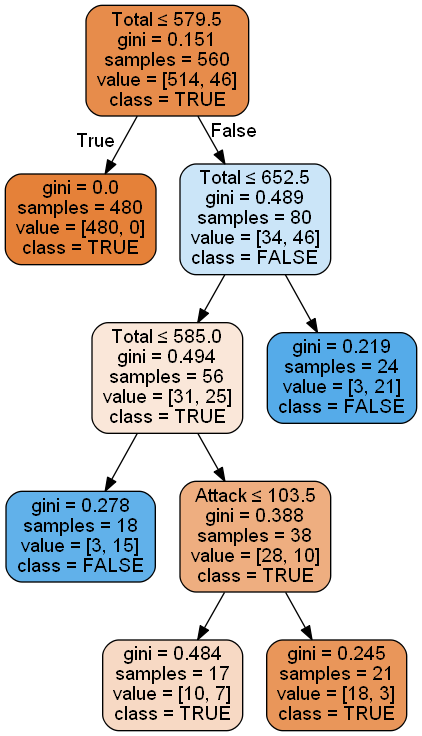 Total ≤ 579.5
gini = 0.151
samples = 560
value = [514, 46]
class = TRUE
True
False
gini = 0.0
samples = 480
value = [480, 0]
class = TRUE
Total ≤ 652.5
gini = 0.489
samples = 80
value = [34, 46]
class = FALSE
Total ≤ 585.0
gini = 0.494
samples = 56
value = [31, 25]
class = TRUE
gini = 0.219
samples = 24
value = [3, 21]
class = FALSE
gini = 0.278
samples = 18
value = [3, 15]
class = FALSE
Attack ≤ 103.5
gini = 0.388
samples = 38
value = [28, 10]
class = TRUE
gini = 0.484
samples = 17
value = [10, 7]
class = TRUE
gini = 0.245
samples = 21
value = [18, 3]
class = TRUE